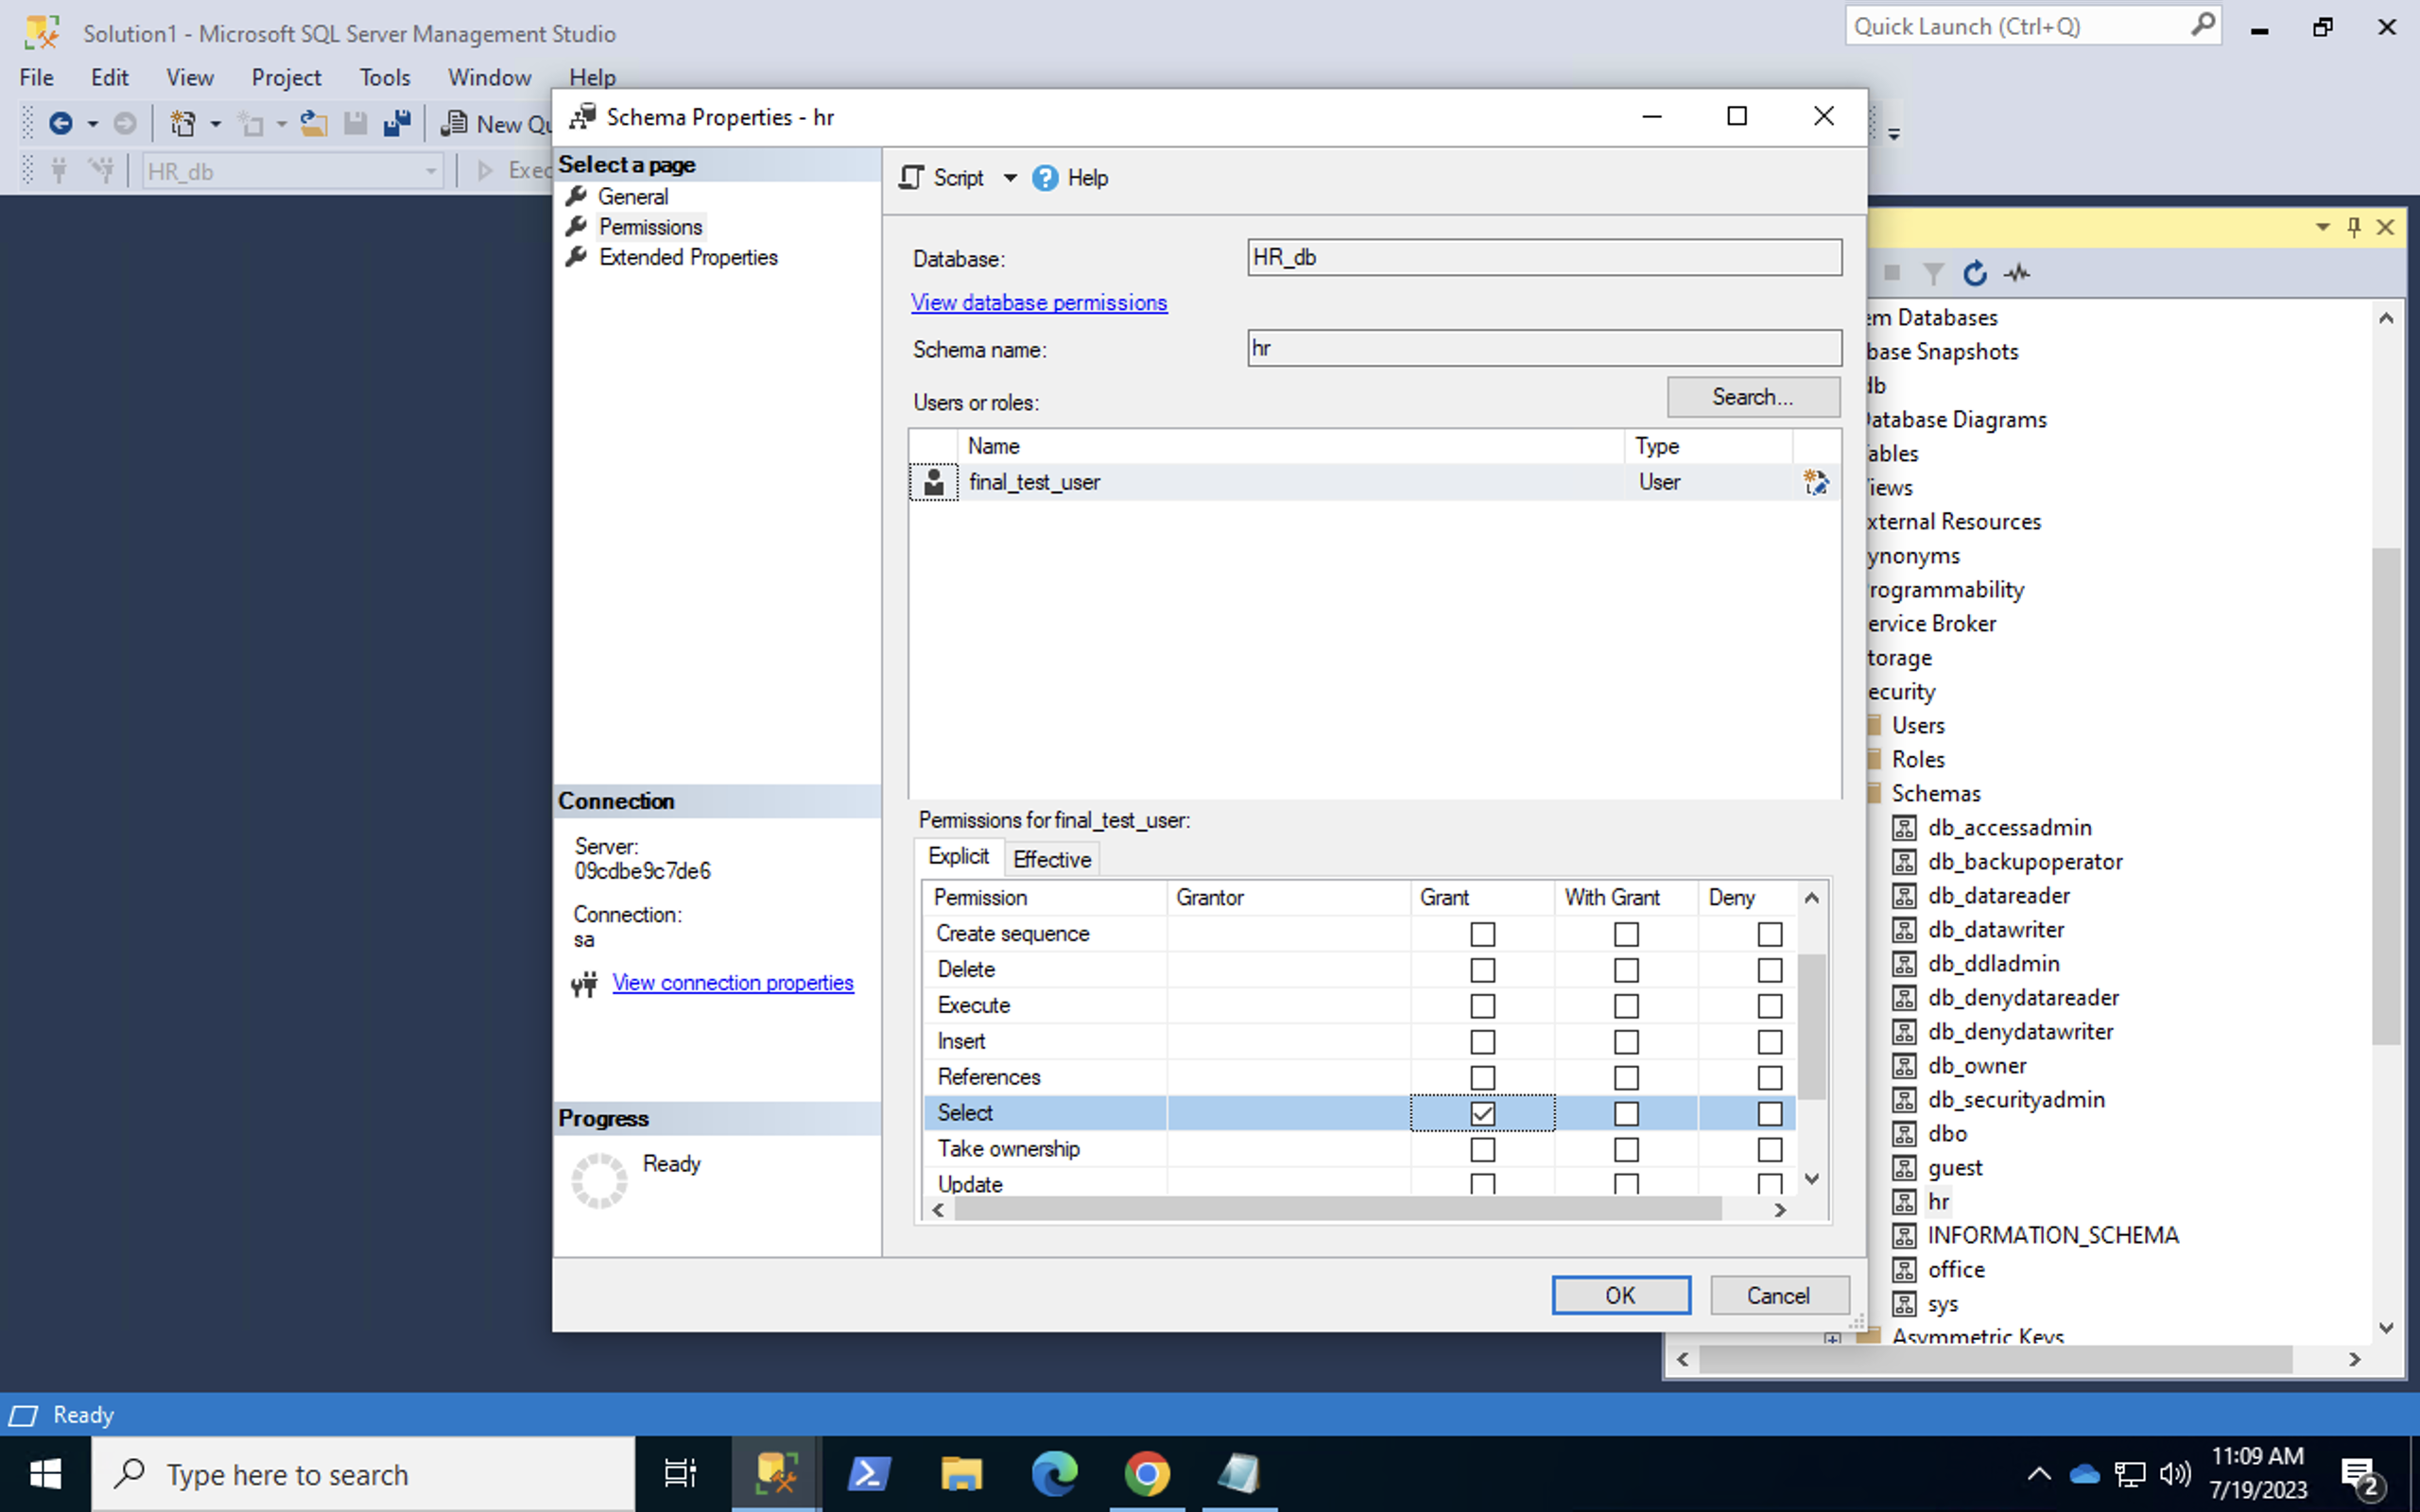 Solution1 - Microsoft SQL Server Management Studio
Quick Launch (Ctrl+Q)
File Edit View Project Tools Window Help
New Qu
HR_db
Exec
Schema Properties - hr
Select a page
General
Permissions
Extended Properties
Script
Help
Database:
HR_db
View database permissions
Schema name:
hr
Users or roles:
Search...
Name Type
final_test_user User
Permissions for final_test_user:
Explicit Effective
Permission Grantor Grant With Grant Deny
Create sequence
Delete
Execute
Insert
References
Select
Take ownership
Update
Connection
Server:
09cdbe9c7de6
Connection:
sa
View connection properties
Progress
Ready
OK Cancel
em Databases
base Snapshots
db
atabase Diagrams
ables
iews
xternal Resources
ynonyms
rogrammability
ervice Broker
torage
ecurity
Users
Roles
Schemas
db_accessadmin
db_backupoperator
db_datareader
db_datawriter
db_ddladmin
db_denydatareader
db_denydatawriter
db_owner
db_securityadmin
dbo
guest
hr
INFORMATION_SCHEMA
office
sys
Asymmetric Keys
Ready
Type here to search
11:09 AM
7/19/2023
2